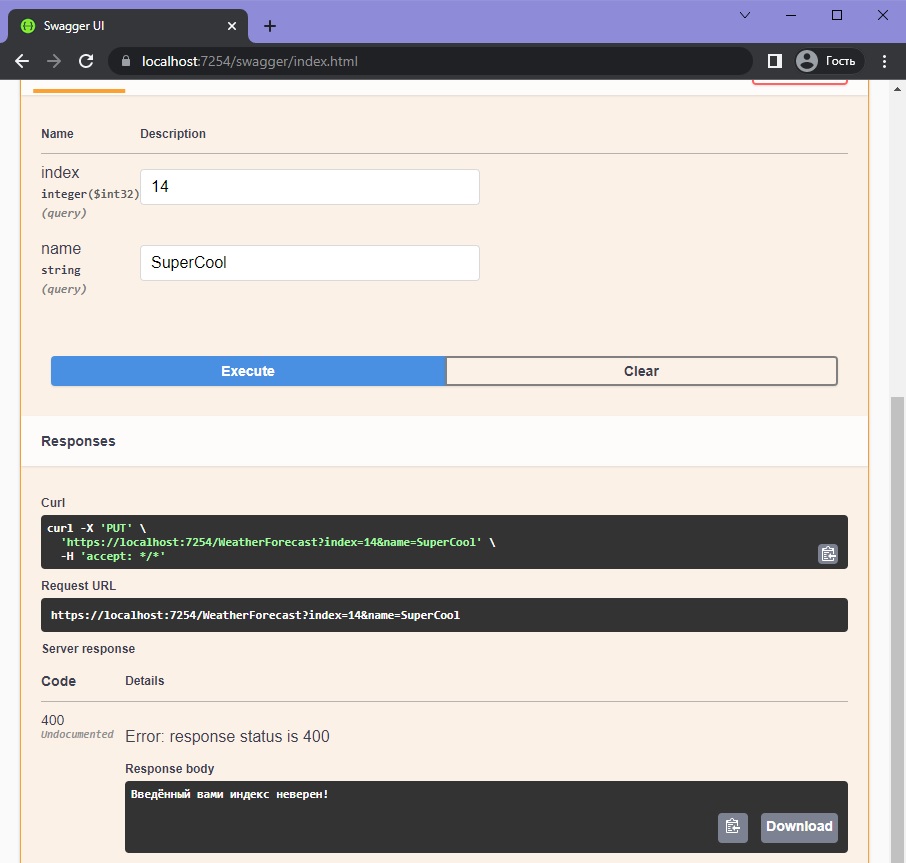 Swagger UI
localhost:7254/swagger/index.html
Гость
Name
Description
index
integer($int32)
(query)
14
name
string
(query)
SuperCool
Execute
Clear
Responses
Curl
curl -X 'PUT' \
'https://localhost:7254/WeatherForecast?index=14&name=SuperCool' \
-H 'accept: */*'
Request URL
https://localhost:7254/WeatherForecast?index=14&name=SuperCool
Server response
Code
Details
400
Undocumented
Error: response status is 400
Response body
Введённый вами индекс неверен!
Download